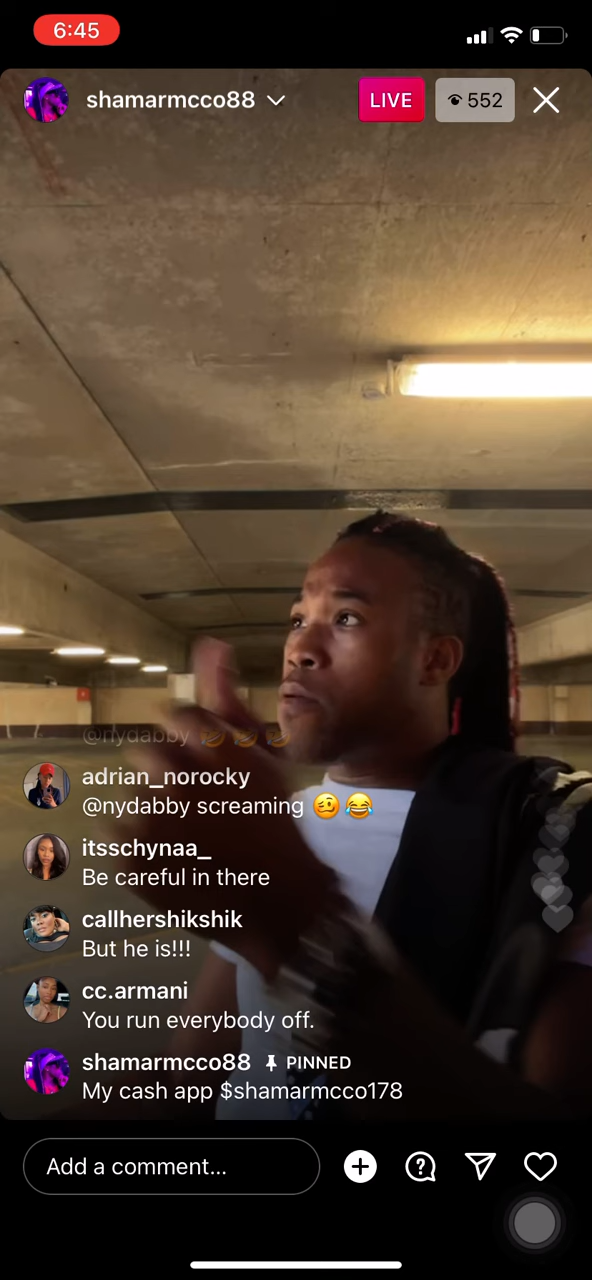 6:45
shamarmcco88
LIVE
552
@nydabby 🤣🤣🤣
adrian_norocky
@nydabby screaming 🥴😂
itsschynaa_
Be careful in there
callhershikshik
But he is!!!
cc.armani
You run everybody off.
shamarmcco88 PINNED
My cash app $shamarmcco178
Add a comment...